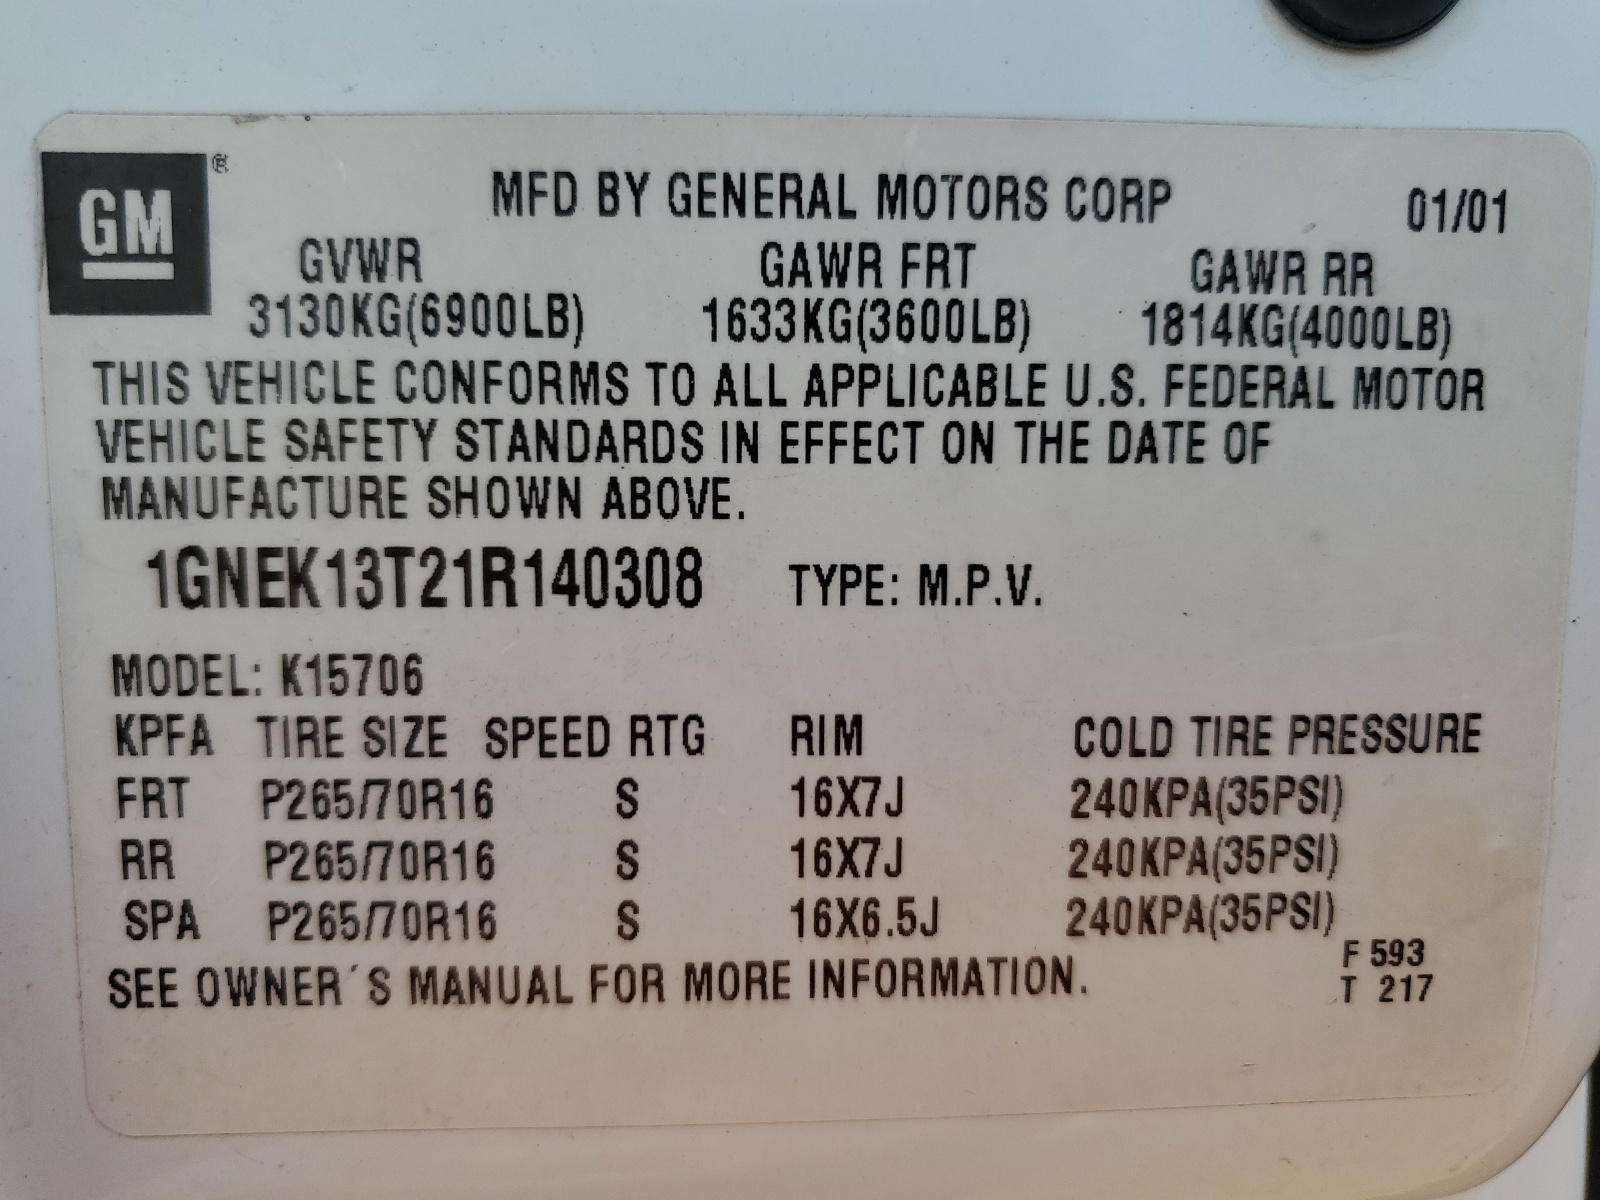 GM ®
MFD BY GENERAL MOTORS CORP 01/01
GVWR GAWR FRT GAWR RR
3130KG(6900LB) 1633KG(3600LB) 1814KG(4000LB)
THIS VEHICLE CONFORMS TO ALL APPLICABLE U.S. FEDERAL MOTOR
VEHICLE SAFETY STANDARDS IN EFFECT ON THE DATE OF
MANUFACTURE SHOWN ABOVE.
1GNEK13T21R140308 TYPE: M.P.V.
MODEL: K15706
KPFA TIRE SIZE SPEED RTG RIM COLD TIRE PRESSURE
FRT P265/70R16 S 16X7J 240KPA(35PSI)
RR P265/70R16 S 16X7J 240KPA(35PSI)
SPA P265/70R16 S 16X6.5J 240KPA(35PSI)
SEE OWNER´S MANUAL FOR MORE INFORMATION.
F 593
T 217